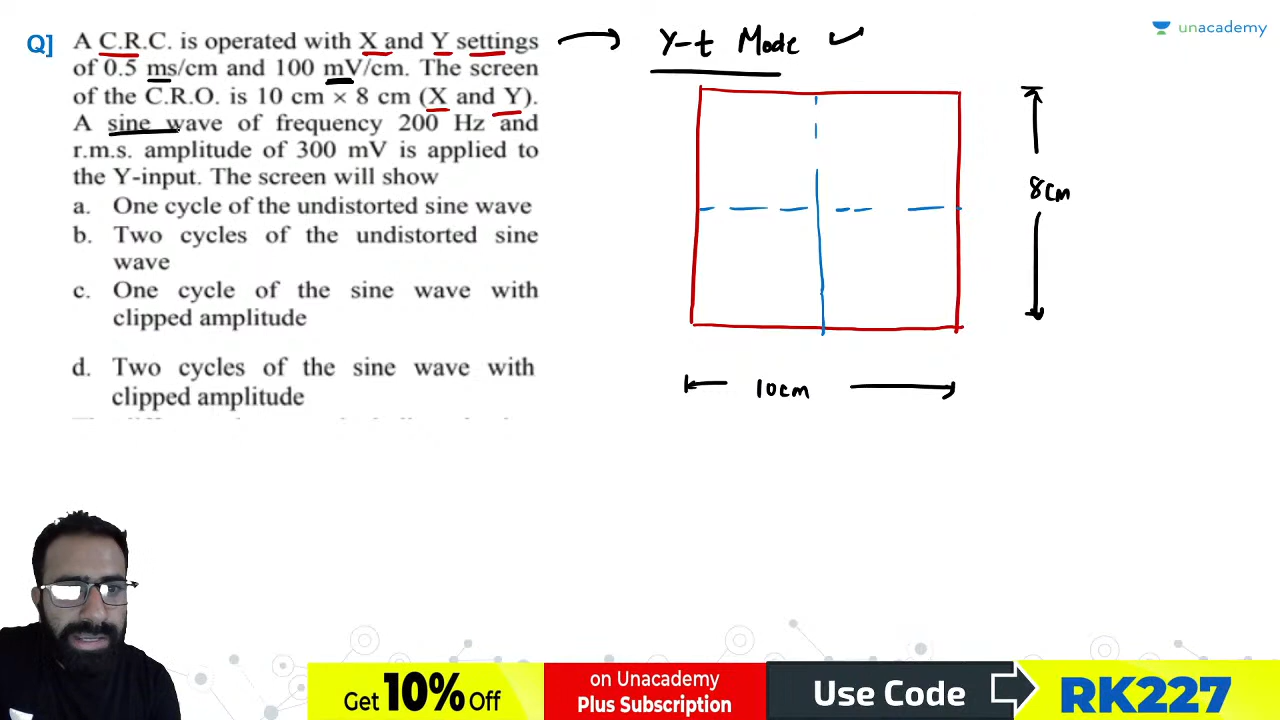 Q] A C.R.C. is operated with X and Y settings
of 0.5 ms/cm and 100 mV/cm. The screen
of the C.R.O. is 10 cm × 8 cm (X and Y).
A sine wave of frequency 200 Hz and
r.m.s. amplitude of 300 mV is applied to
the Y-input. The screen will show
a. One cycle of the undistorted sine wave
b. Two cycles of the undistorted sine
wave
c. One cycle of the sine wave with
clipped amplitude
d. Two cycles of the sine wave with
clipped amplitude
Y-t Mode
unacademy
8cm
10cm
Get 10% Off
on Unacademy
Plus Subscription
Use Code
RK227